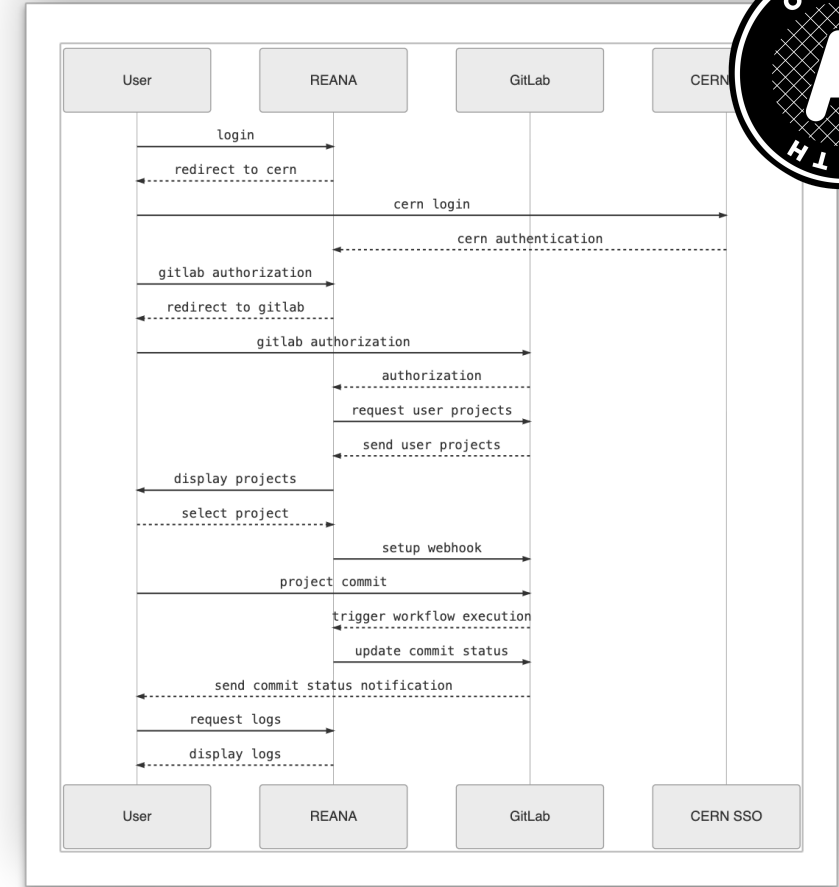 User
REANA
GitLab
CERN
login
redirect to cern
cern login
cern authentication
gitlab authorization
redirect to gitlab
gitlab authorization
authorization
request user projects
send user projects
display projects
select project
setup webhook
project commit
trigger workflow execution
update commit status
send commit status notification
request logs
display logs
User
REANA
GitLab
CERN SSO